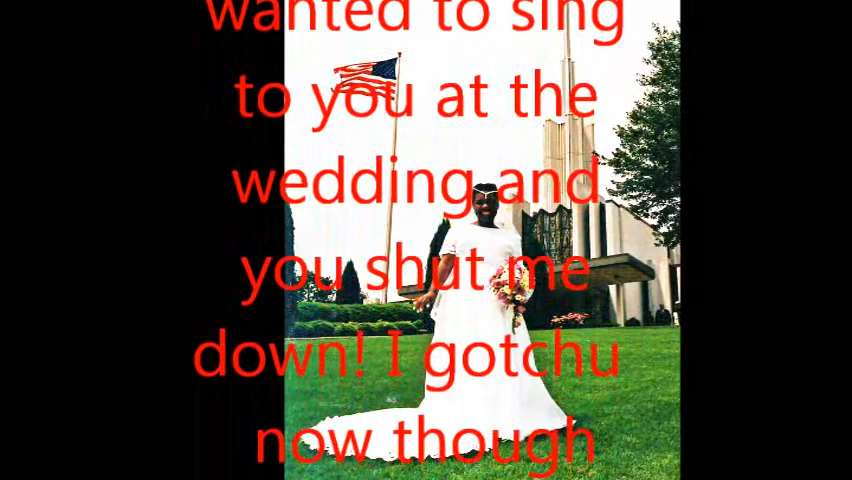 wanted to sing
to you at the
wedding and
you shut me
down! I gotchu
now though